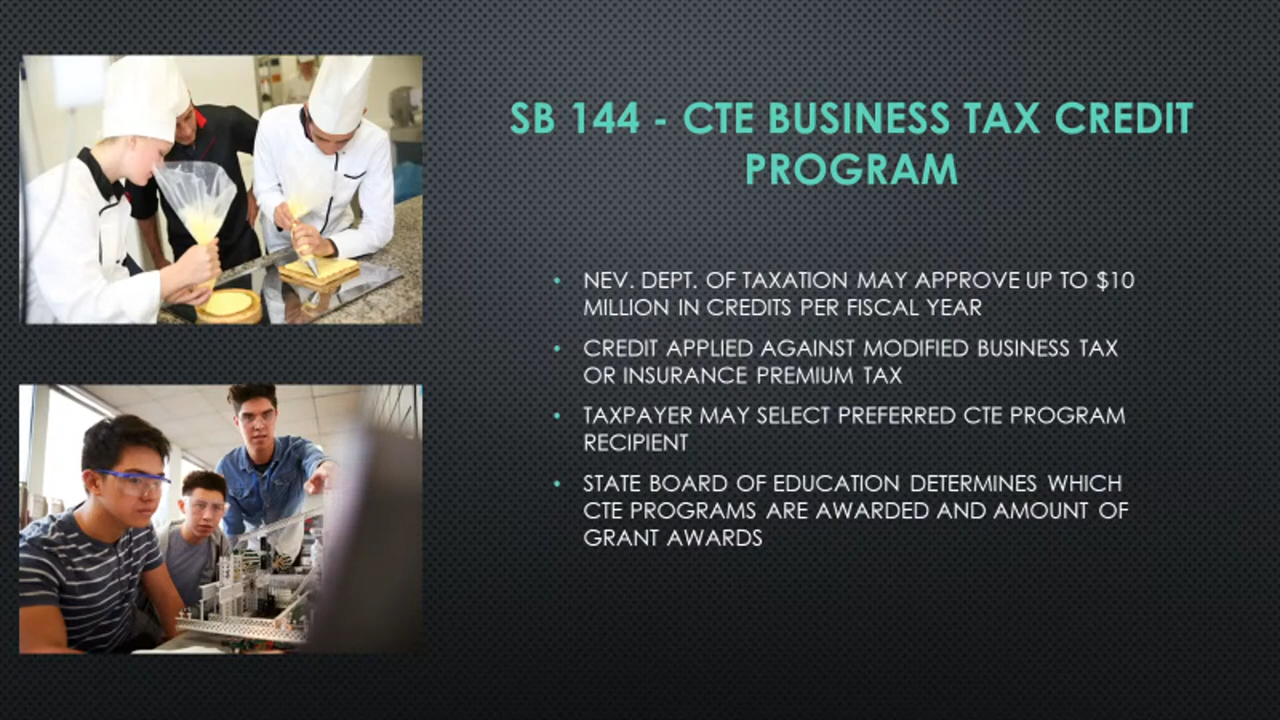 SB 144 - CTE BUSINESS TAX CREDIT
PROGRAM
• NEV. DEPT. OF TAXATION MAY APPROVE UP TO $10
MILLION IN CREDITS PER FISCAL YEAR
• CREDIT APPLIED AGAINST MODIFIED BUSINESS TAX
OR INSURANCE PREMIUM TAX
• TAXPAYER MAY SELECT PREFERRED CTE PROGRAM
RECIPIENT
• STATE BOARD OF EDUCATION DETERMINES WHICH
CTE PROGRAMS ARE AWARDED AND AMOUNT OF
GRANT AWARDS